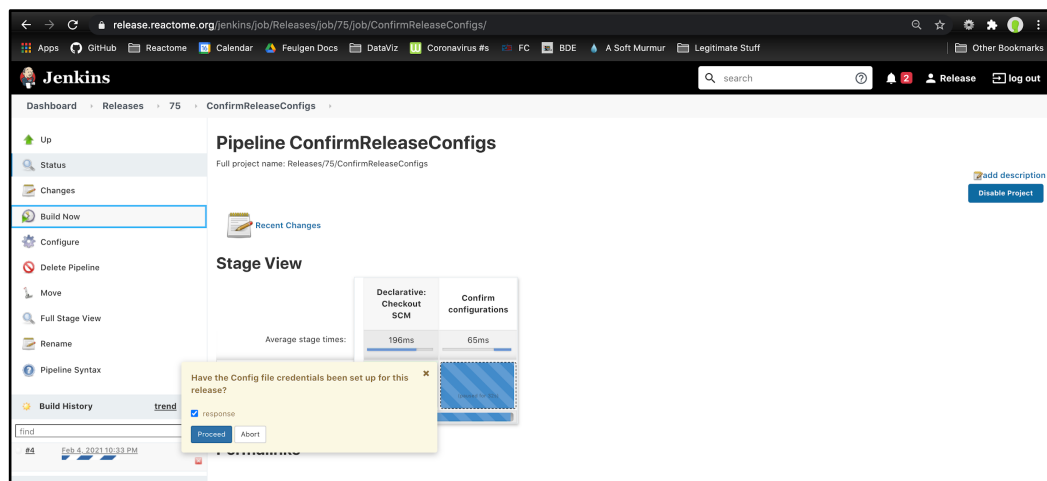 release.reactome.org/jenkins/job/Releases/job/75/job/ConfirmReleaseConfigs/
Apps GitHub Reactome Calendar Feulgen Docs DataViz Coronavirus #s FC BDE A Soft Murmur Legitimate Stuff Other Bookmarks
Jenkins search 2 Release log out
Dashboard Releases 75 ConfirmReleaseConfigs
Up
Status
Changes
Build Now
Configure
Delete Pipeline
Move
Full Stage View
Rename
Pipeline Syntax
Build History trend
find
#4 Feb 4, 2021 10:33 PM
Pipeline ConfirmReleaseConfigs
Full project name: Releases/75/ConfirmReleaseConfigs
add description
Disable Project
Recent Changes
Stage View
Declarative:
Checkout
SCM
Confirm
configurations
Average stage times:
196ms 65ms
Have the Config file credentials been set up for this
release?
response
Proceed Abort
Permalinks